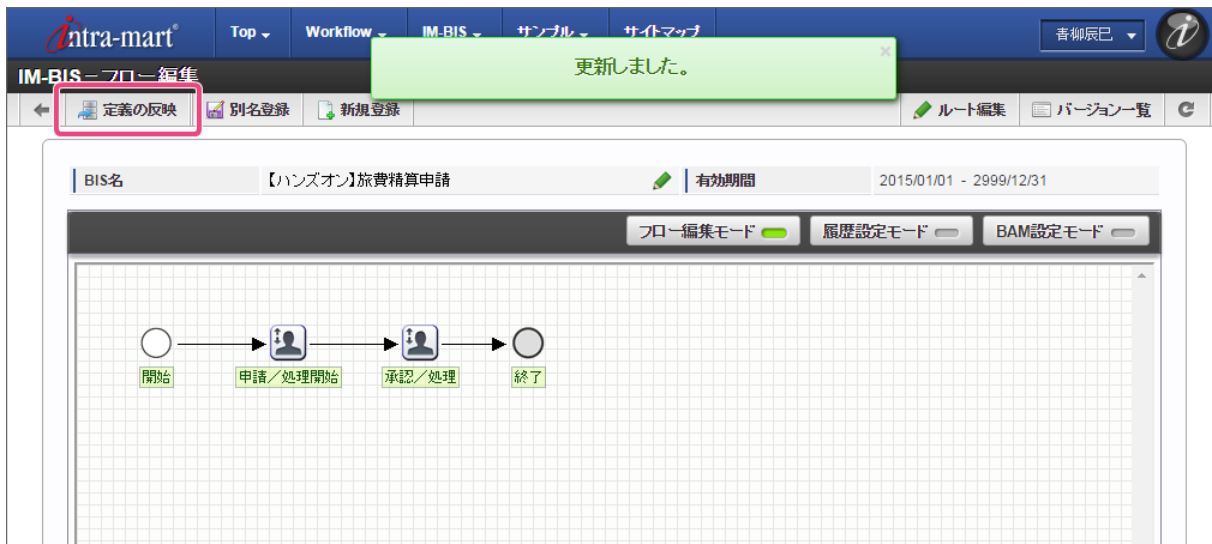 intra-mart® Top Workflow IM-BIS サンプル サイトマップ 青柳辰巳
更新しました。
IM-BIS − フロー編集
定義の反映 別名登録 新規登録 ルート編集 バージョン一覧
BIS名 【ハンズオン】旅費精算申請 有効期間 2015/01/01 - 2999/12/31
フロー編集モード 履歴設定モード BAM設定モード
開始 申請／処理開始 承認／処理 終了